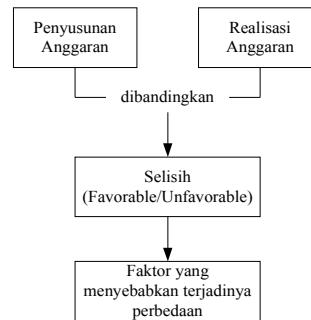 Penyusunan
Anggaran
Realisasi
Anggaran
dibandingkan
Selisih
(Favorable/Unfavorable)
Faktor yang
menyebabkan terjadinya
perbedaan